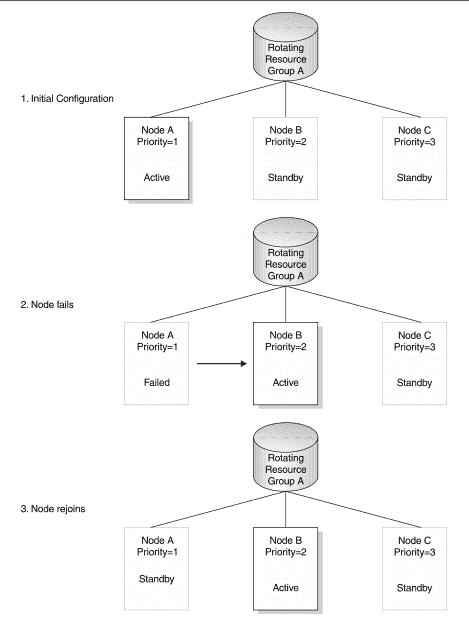 Rotating
Resource
Group A
1. Initial Configuration
Node A
Priority=1
Active
Node B
Priority=2
Standby
Node C
Priority=3
Standby
Rotating
Resource
Group A
2. Node fails
Node A
Priority=1
Failed
Node B
Priority=2
Active
Node C
Priority=3
Standby
Rotating
Resource
Group A
3. Node rejoins
Node A
Priority=1
Standby
Node B
Priority=2
Active
Node C
Priority=3
Standby